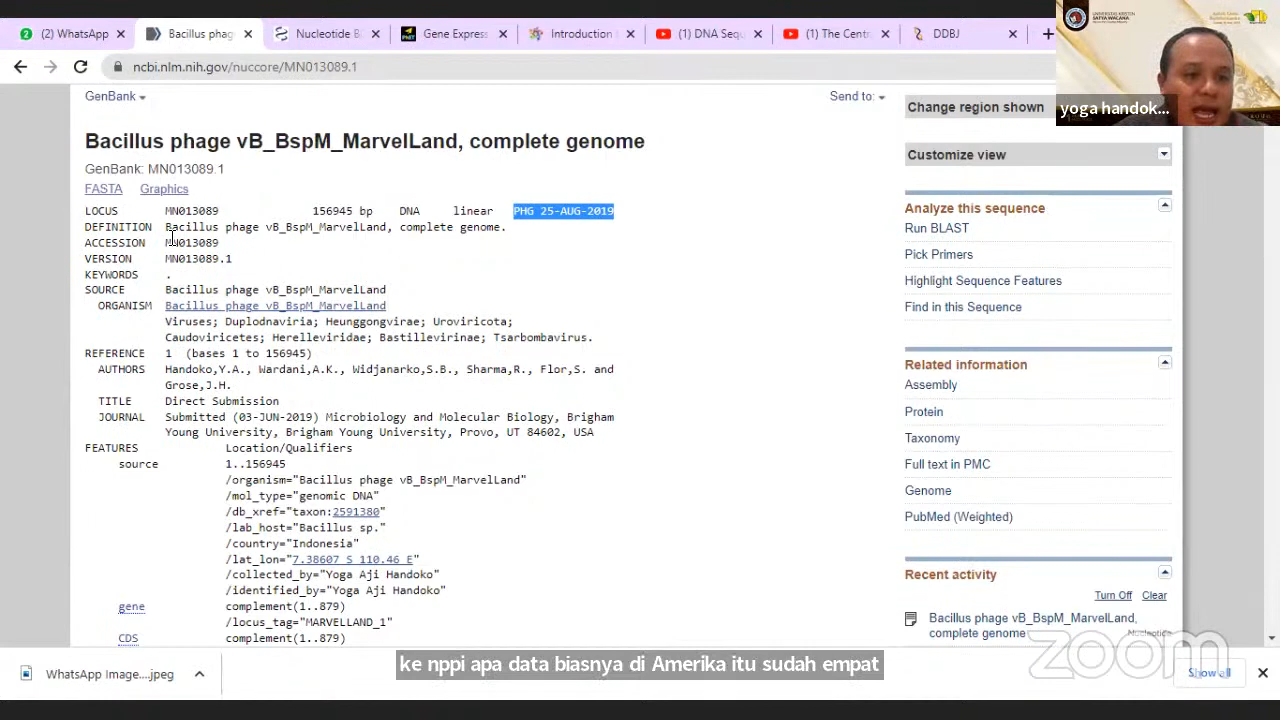 (2) WhatsApp
Bacillus phag
Nucleotide B
Gene Expres
Introduction
(1) DNA Sequ
(1) The Centr
DDBJ
ncbi.nlm.nih.gov/nuccore/MN013089.1
UNIVERSITAS KRISTEN
SATYA WACANA
yoga handok...
GenBank
Send to:
Bacillus phage vB_BspM_MarvelLand, complete genome
GenBank: MN013089.1
FASTA Graphics
LOCUS MN013089 156945 bp DNA linear PHG 25-AUG-2019
DEFINITION Bacillus phage vB_BspM_MarvelLand, complete genome.
ACCESSION MN013089
VERSION MN013089.1
KEYWORDS .
SOURCE Bacillus phage vB_BspM_MarvelLand
ORGANISM Bacillus phage vB_BspM_MarvelLand
Viruses; Duplodnaviria; Heunggongvirae; Uroviricota;
Caudoviricetes; Herelleviridae; Bastillevirinae; Tsarbombavirus.
REFERENCE 1 (bases 1 to 156945)
AUTHORS Handoko,Y.A., Wardani,A.K., Widjanarko,S.B., Sharma,R., Flor,S. and
Grose,J.H.
TITLE Direct Submission
JOURNAL Submitted (03-JUN-2019) Microbiology and Molecular Biology, Brigham
Young University, Brigham Young University, Provo, UT 84602, USA
FEATURES Location/Qualifiers
source 1..156945
/organism="Bacillus phage vB_BspM_MarvelLand"
/mol_type="genomic DNA"
/db_xref="taxon:2591380"
/lab_host="Bacillus sp."
/country="Indonesia"
/lat_lon="7.38607 S 110.46 E"
/collected_by="Yoga Aji Handoko"
/identified_by="Yoga Aji Handoko"
gene complement(1..879)
/locus_tag="MARVELLAND_1"
CDS complement(1..879)
Change region shown
Customize view
Analyze this sequence
Run BLAST
Pick Primers
Highlight Sequence Features
Find in this Sequence
Related information
Assembly
Protein
Taxonomy
Full text in PMC
Genome
PubMed (Weighted)
Recent activity
Turn Off Clear
Bacillus phage vB_BspM_MarvelLand,
complete genome
Nucleotide
zoom
ke nppi apa data biasnya di Amerika itu sudah empat
WhatsApp Image....jpeg
Show all